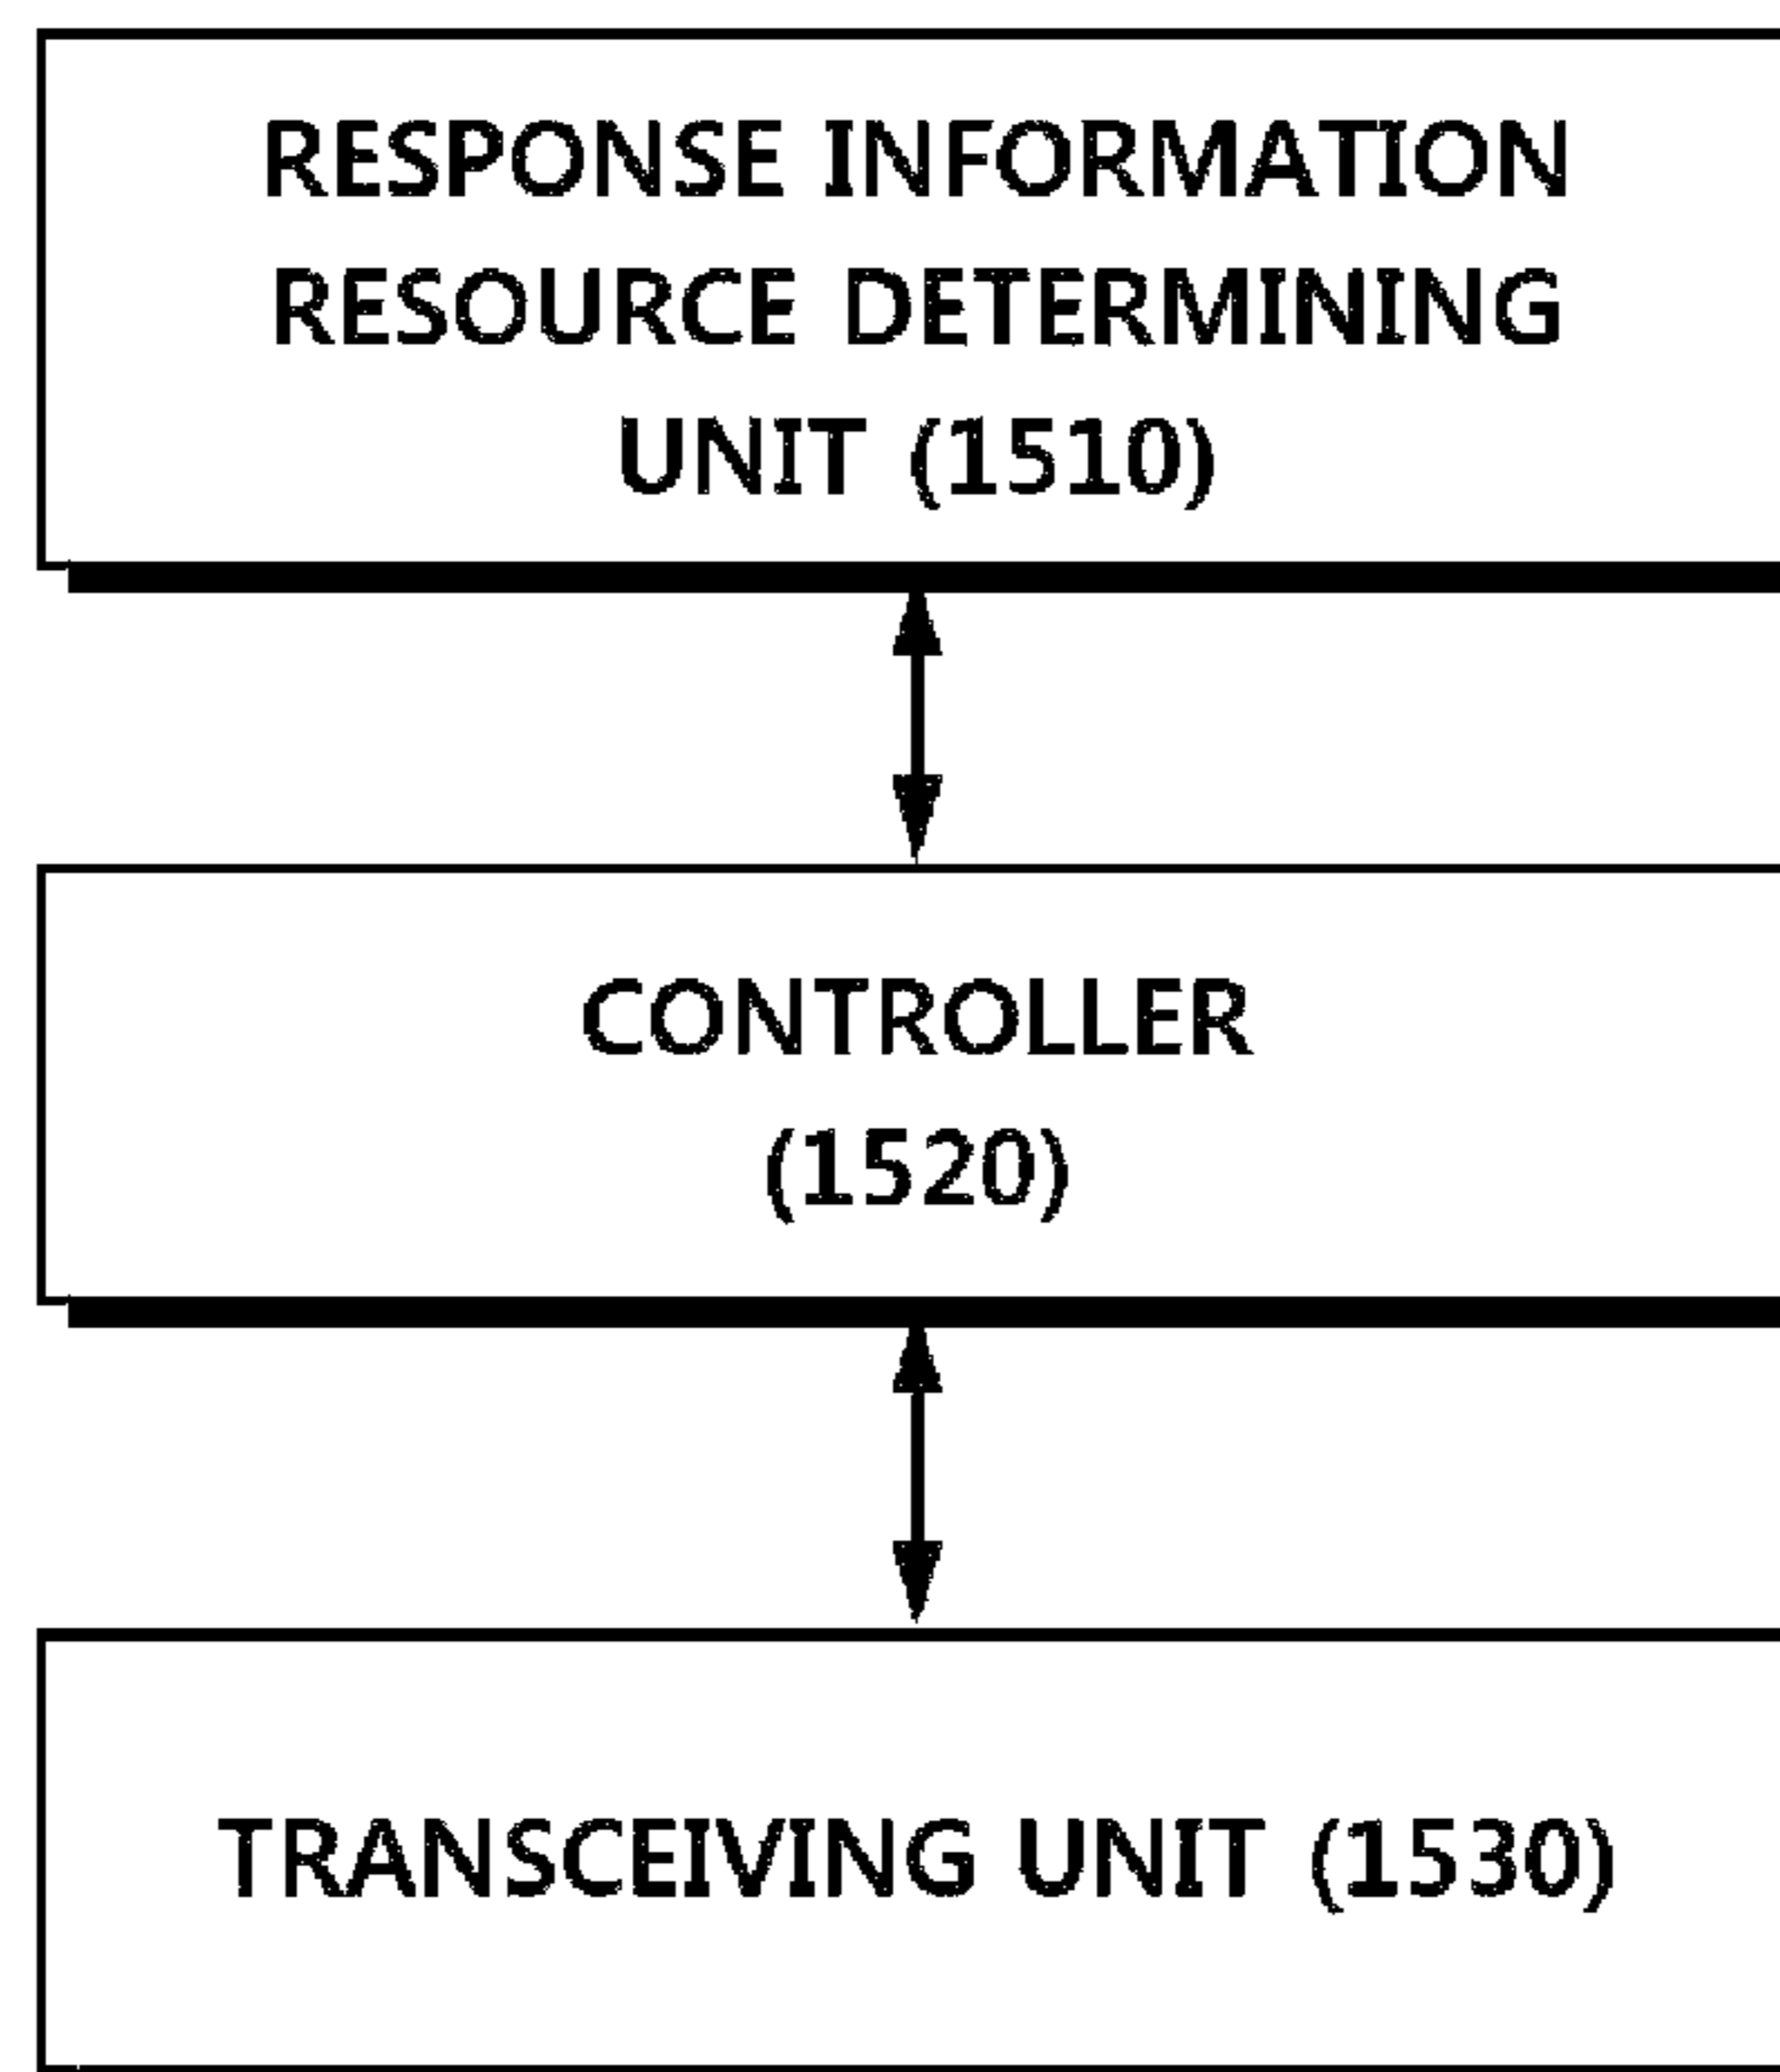 RESPONSE INFORMATION
RESOURCE DETERMINING
UNIT (1510)
CONTROLLER
(1520)
TRANSCEIVING UNIT (1530)